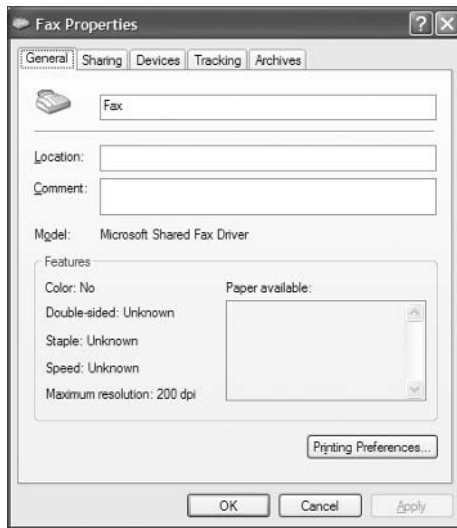 Fax Properties
General Sharing Devices Tracking Archives
Fax
Location:
Comment:
Model: Microsoft Shared Fax Driver
Features
Color: No Paper available:
Double-sided: Unknown
Staple: Unknown
Speed: Unknown
Maximum resolution: 200 dpi
Printing Preferences...
OK Cancel Apply